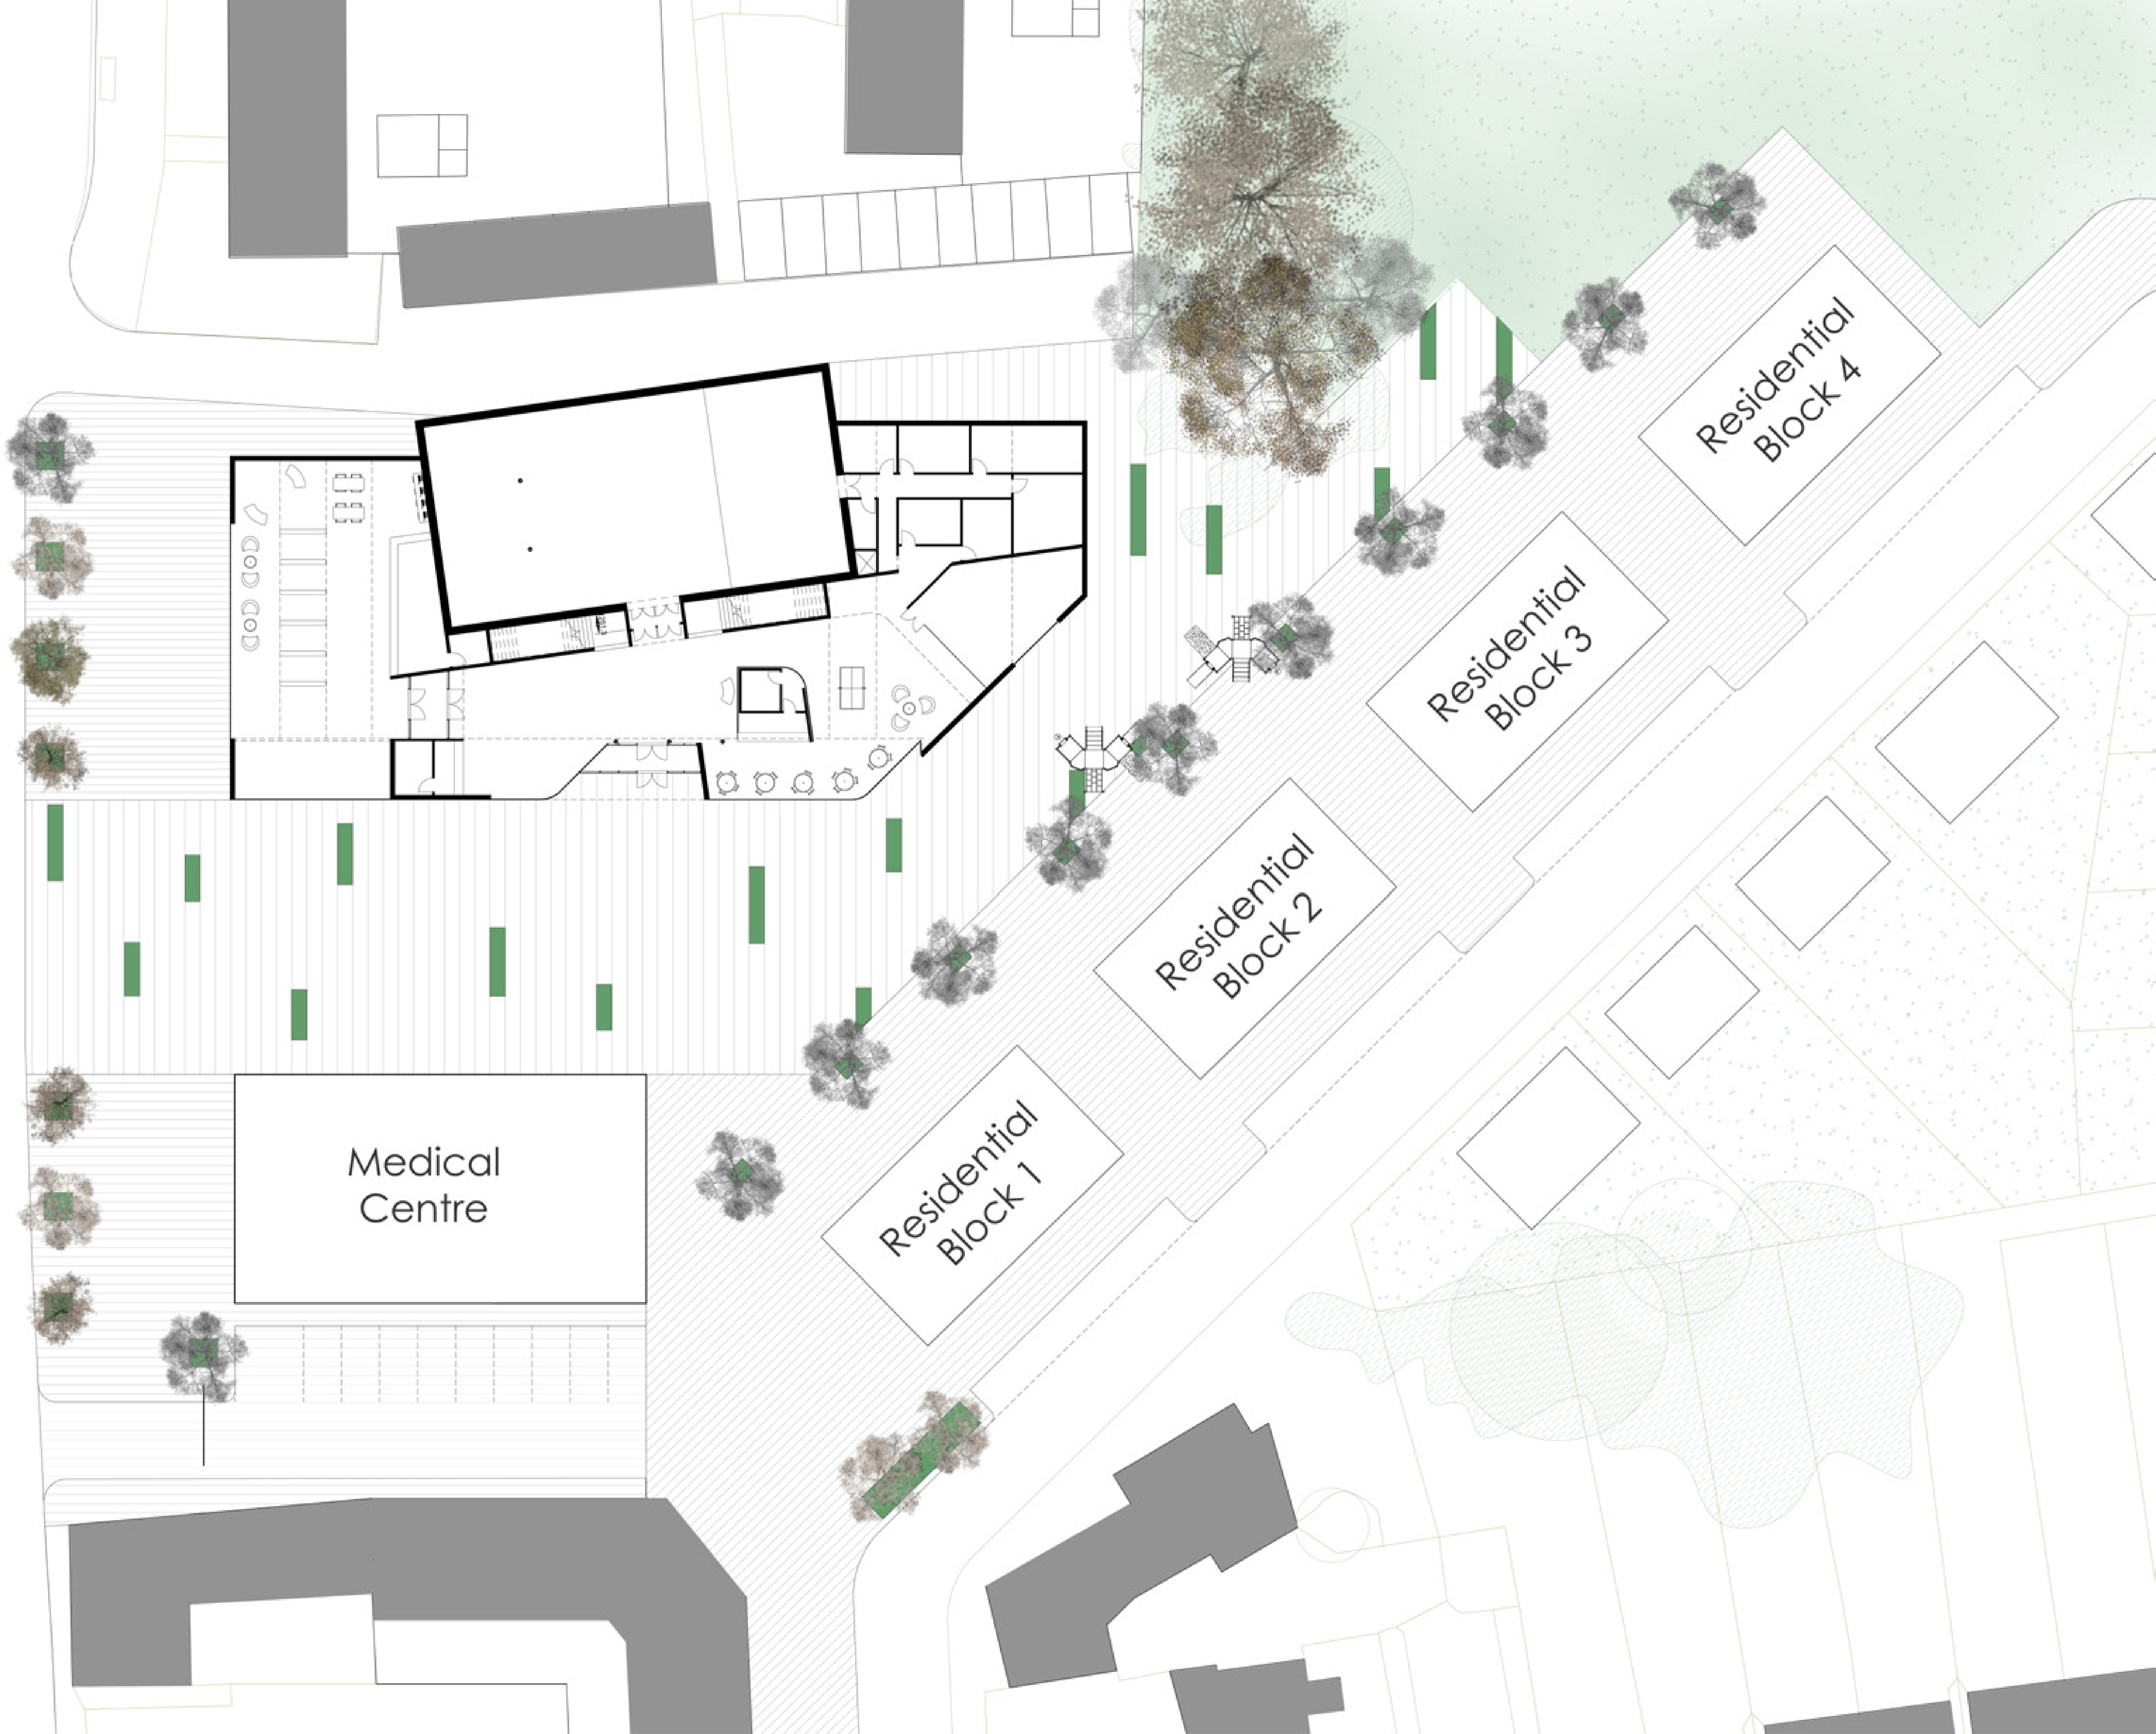 Residential
Block 4
Residential
Block 3
Residential
Block 2
Residential
Block 1
Medical
Centre